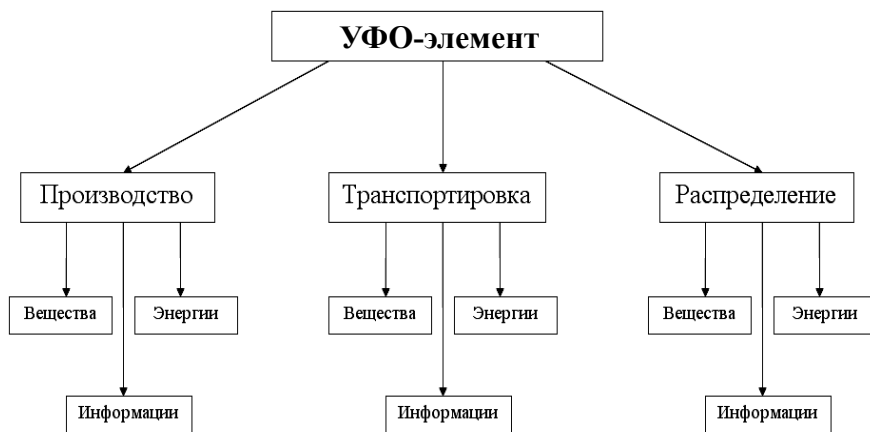 УФО-элемент
Производство
Транспортировка
Распределение
Вещества
Энергии
Вещества
Энергии
Вещества
Энергии
Информации
Информации
Информации